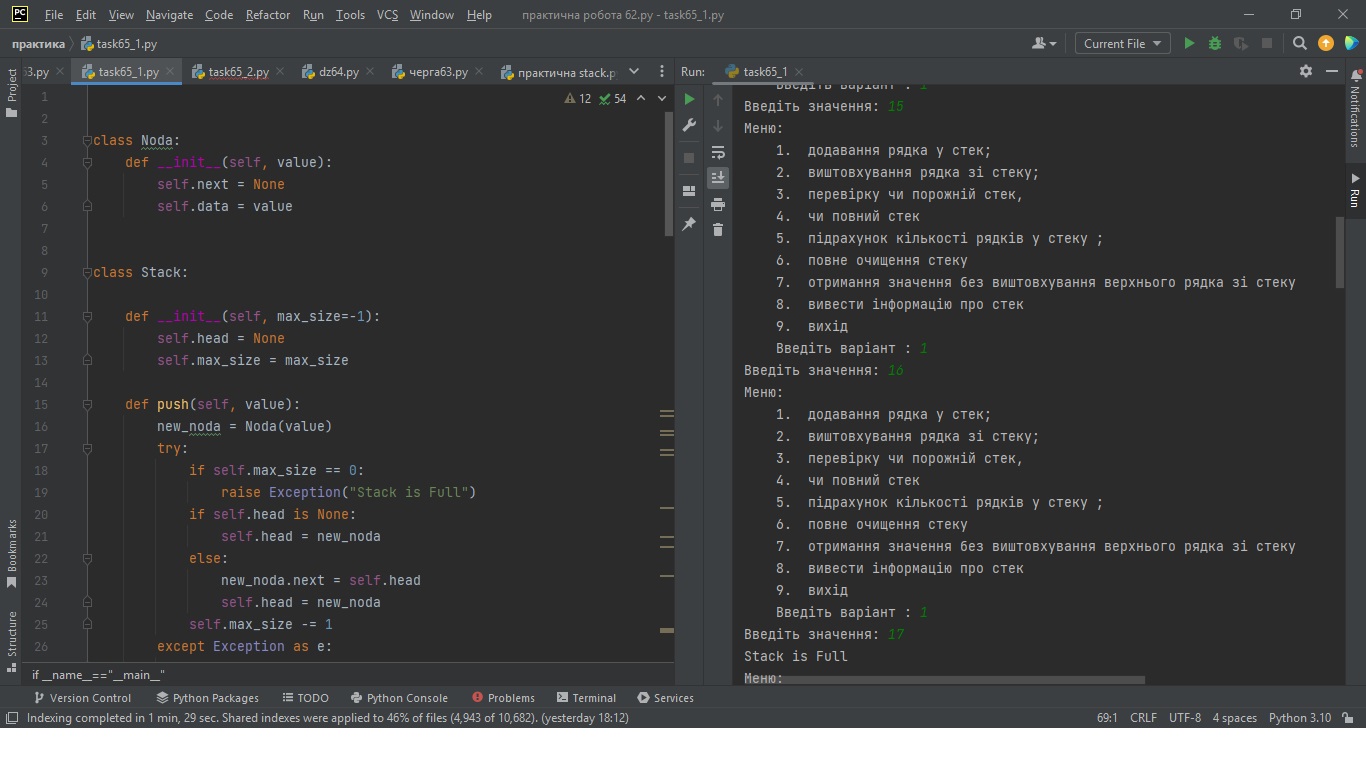 PC File Edit View Navigate Code Refactor Run Tools VCS Window Help практична робота 62.py - task65_1.py
практика task65_1.py Current File
Project
63.py task65_1.py task65_2.py dz64.py черга63.py практична stack.p Run: task65_1
Notifications
Run
Bookmarks
Structure
12 54
1
2
3 class Noda:
4 def __init__(self, value):
5 self.next = None
6 self.data = value
7
8
9 class Stack:
10
11 def __init__(self, max_size=-1):
12 self.head = None
13 self.max_size = max_size
14
15 def push(self, value):
16 new_noda = Noda(value)
17 try:
18 if self.max_size == 0:
19 raise Exception("Stack is Full")
20 if self.head is None:
21 self.head = new_noda
22 else:
23 new_noda.next = self.head
24 self.head = new_noda
25 self.max_size -= 1
26 except Exception as e:
if __name__=="__main__"
Введіть варіант : 1
Введіть значення: 15
Меню:
1. додавання рядка у стек;
2. виштовхування рядка зі стеку;
3. перевірку чи порожній стек,
4. чи повний стек
5. підрахунок кількості рядків у стеку ;
6. повне очищення стеку
7. отримання значення без виштовхування верхнього рядка зі стеку
8. вивести інформацію про стек
9. вихід
Введіть варіант : 1
Введіть значення: 16
Меню:
1. додавання рядка у стек;
2. виштовхування рядка зі стеку;
3. перевірку чи порожній стек,
4. чи повний стек
5. підрахунок кількості рядків у стеку ;
6. повне очищення стеку
7. отримання значення без виштовхування верхнього рядка зі стеку
8. вивести інформацію про стек
9. вихід
Введіть варіант : 1
Введіть значення: 17
Stack is Full
Меню:
Version Control Python Packages TODO Python Console Problems Terminal Services
Indexing completed in 1 min, 29 sec. Shared indexes were applied to 46% of files (4,943 of 10,682). (yesterday 18:12) 69:1 CRLF UTF-8 4 spaces Python 3.10